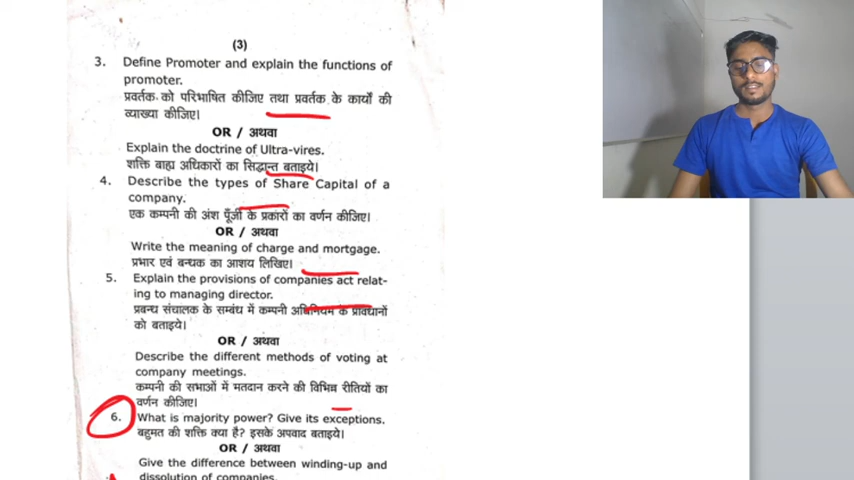 (3)
3. Define Promoter and explain the functions of
promoter.
प्रवर्तक को परिभाषित कीजिए तथा प्रवर्तक के कार्यों की
व्याख्या कीजिए।
OR / अथवा
Explain the doctrine of Ultra-vires.
शक्ति बाह्य अधिकारों का सिद्धान्त बताइये।
4. Describe the types of Share Capital of a
company.
एक कम्पनी की अंश पूँजी के प्रकारों का वर्णन कीजिए।
OR / अथवा
Write the meaning of charge and mortgage.
प्रभार एवं बन्धक का आशय लिखिए।
5. Explain the provisions of companies act relat-
ing to managing director.
प्रबन्ध संचालक के सम्बंध में कम्पनी अधिनियम के प्रावधानों
को बताइये।
OR / अथवा
Describe the different methods of voting at
company meetings.
कम्पनी की सभाओं में मतदान करने की विभिन्न रीतियों का
वर्णन कीजिए।
6. What is majority power? Give its exceptions.
बहुमत की शक्ति क्या है? इसके अपवाद बताइये।
OR / अथवा
Give the difference between winding-up and
dissolution of companies.